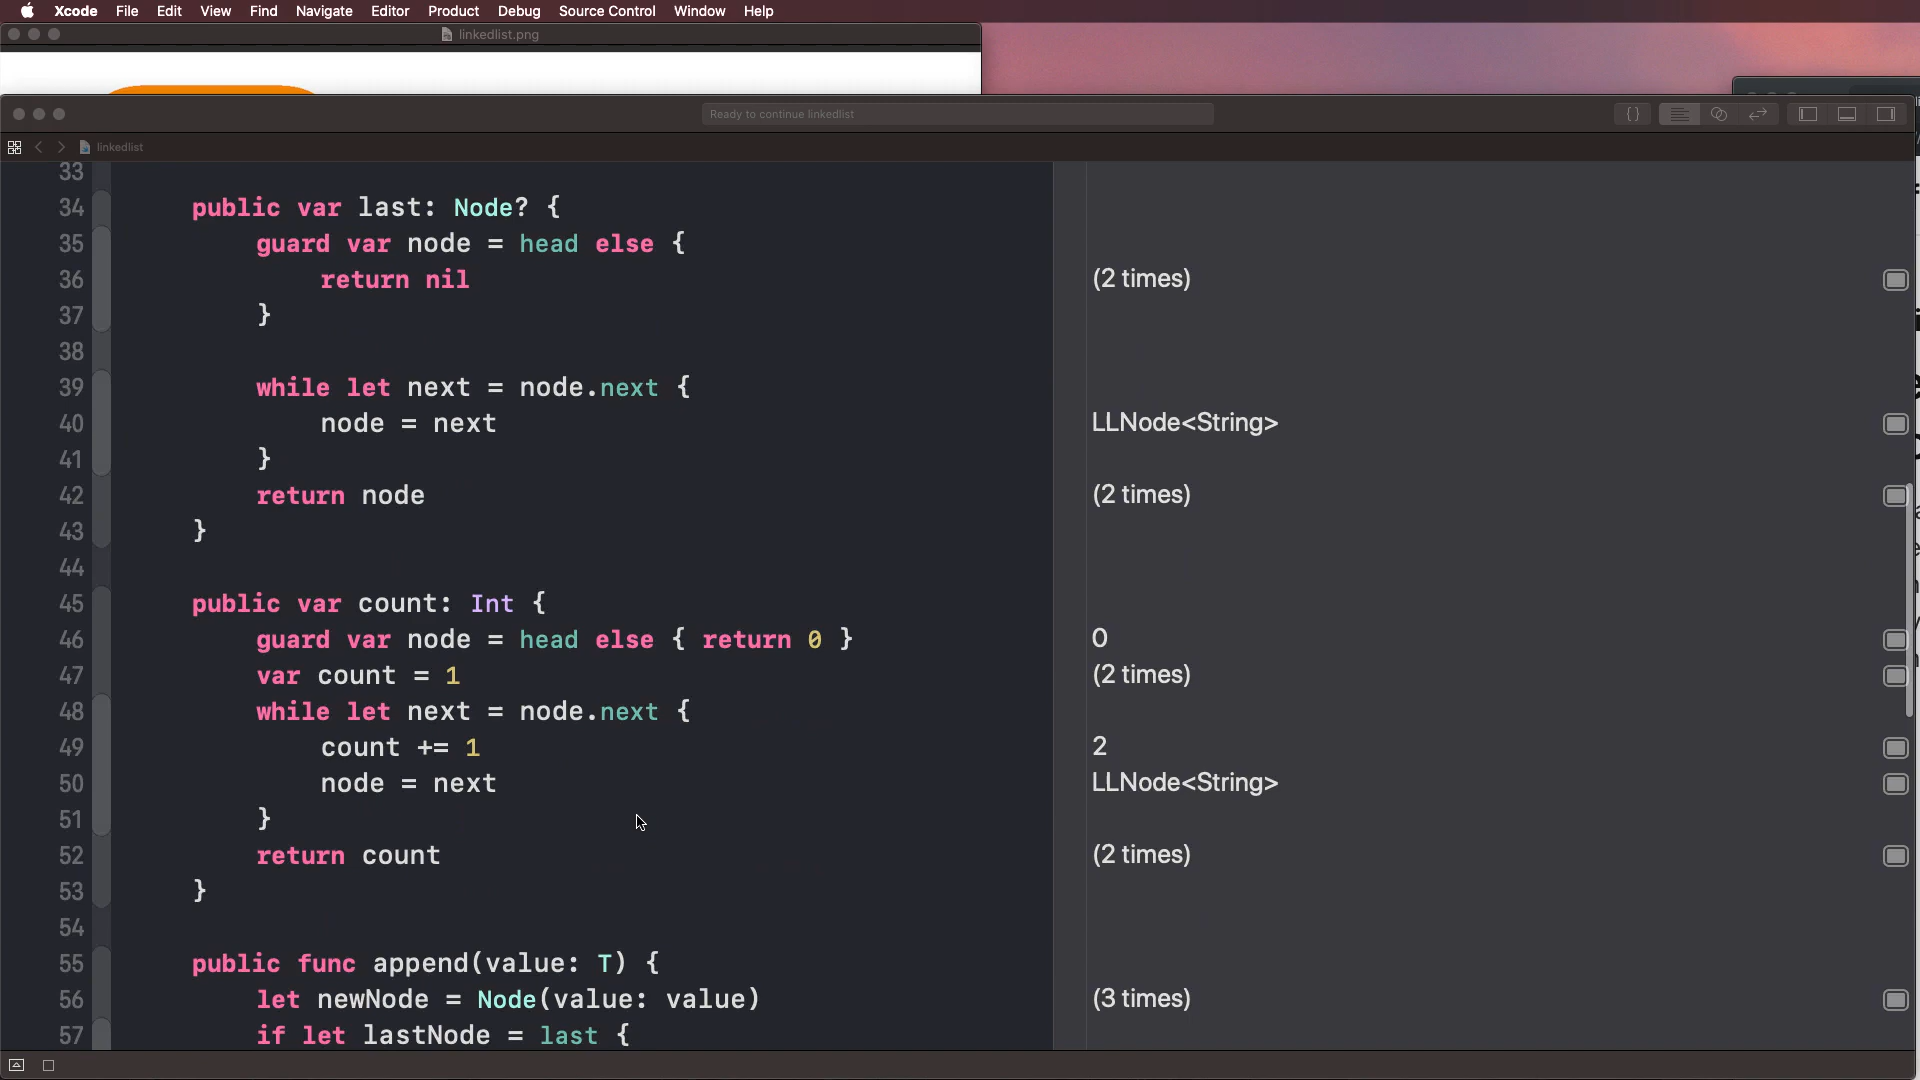 Xcode File Edit View Find Navigate Editor Product Debug Source Control Window Help
linkedlist.png
Ready to continue linkedlist
linkedlist
33
34 public var last: Node? {
35 guard var node = head else {
36 return nil (2 times)
37 }
38
39 while let next = node.next {
40 node = next LLNode<String>
41 }
42 return node (2 times)
43 }
44
45 public var count: Int {
46 guard var node = head else { return 0 } 0
47 var count = 1 (2 times)
48 while let next = node.next {
49 count += 1 2
50 node = next LLNode<String>
51 }
52 return count (2 times)
53 }
54
55 public func append(value: T) {
56 let newNode = Node(value: value) (3 times)
57 if let lastNode = last {